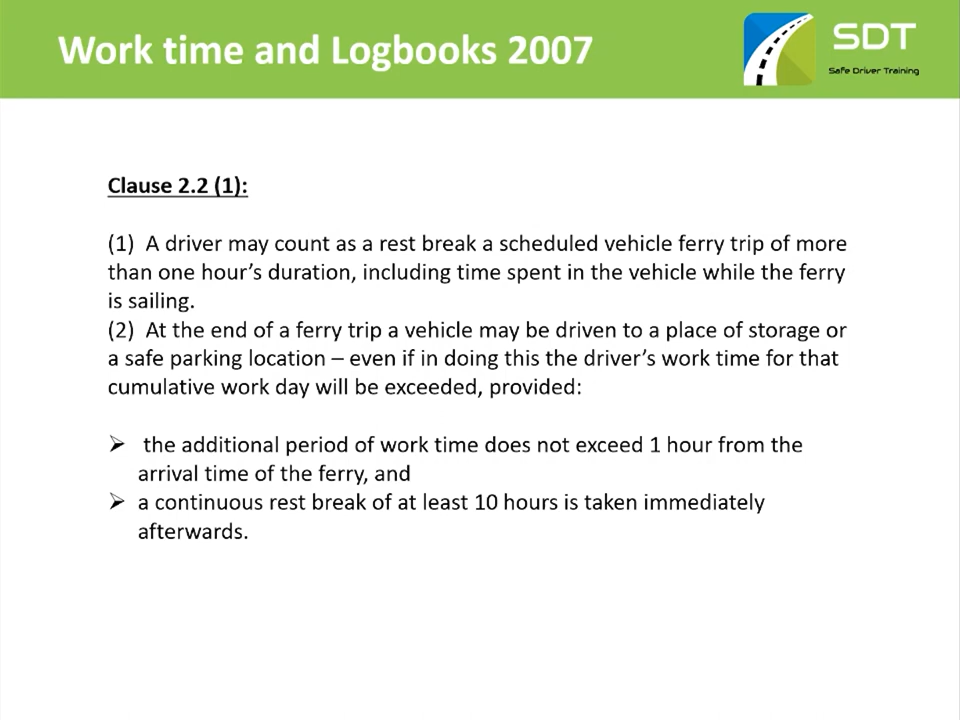 Work time and Logbooks 2007
SDT
Safe Driver Training
Clause 2.2 (1):
(1) A driver may count as a rest break a scheduled vehicle ferry trip of more
than one hour’s duration, including time spent in the vehicle while the ferry
is sailing.
(2) At the end of a ferry trip a vehicle may be driven to a place of storage or
a safe parking location – even if in doing this the driver’s work time for that
cumulative work day will be exceeded, provided:
➢ the additional period of work time does not exceed 1 hour from the
arrival time of the ferry, and
➢ a continuous rest break of at least 10 hours is taken immediately
afterwards.